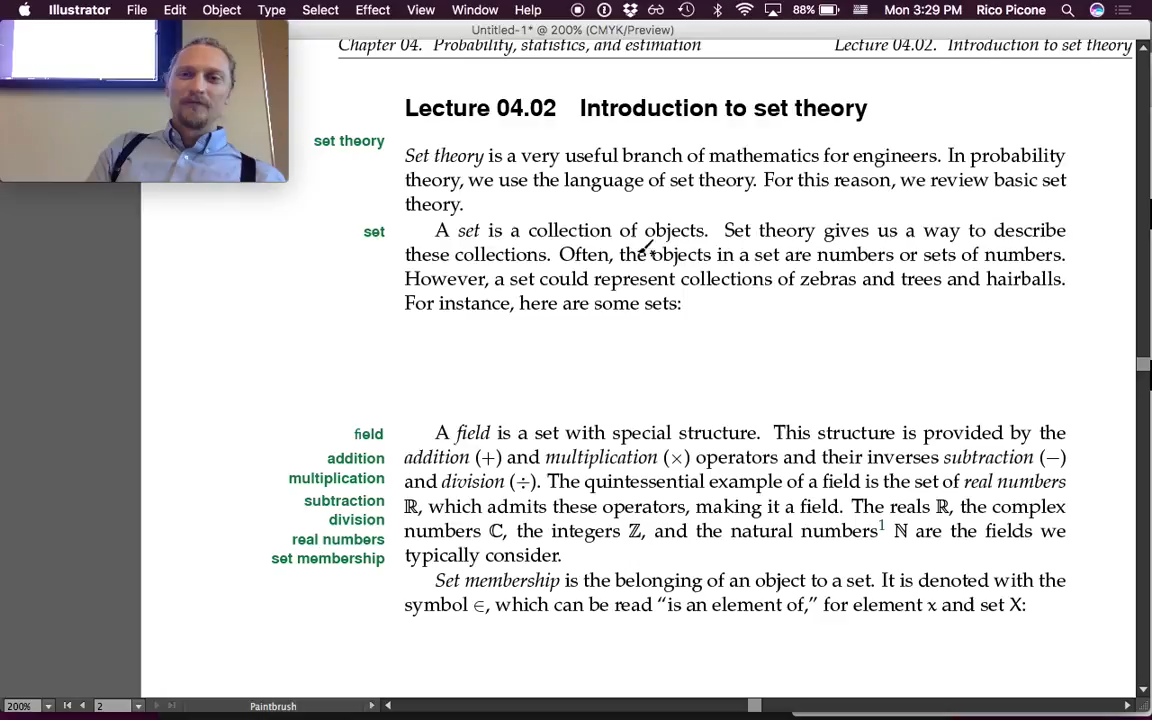 Illustrator File Edit Object Type Select Effect View Window Help 88% Mon 3:29 PM Rico Picone
Untitled-1* @ 200% (CMYK/Preview)
Chapter 04. Probability, statistics, and estimation Lecture 04.02. Introduction to set theory
Lecture 04.02 Introduction to set theory
set theory
Set theory is a very useful branch of mathematics for engineers. In probability
theory, we use the language of set theory. For this reason, we review basic set
theory.
set
A set is a collection of objects. Set theory gives us a way to describe
these collections. Often, the objects in a set are numbers or sets of numbers.
However, a set could represent collections of zebras and trees and hairballs.
For instance, here are some sets:
field
A field is a set with special structure. This structure is provided by the
addition
addition (+) and multiplication (×) operators and their inverses subtraction (−)
multiplication
and division (÷). The quintessential example of a field is the set of real numbers
subtraction
ℝ, which admits these operators, making it a field. The reals ℝ, the complex
division
numbers ℂ, the integers ℤ, and the natural numbers¹ ℕ are the fields we
real numbers
typically consider.
set membership
Set membership is the belonging of an object to a set. It is denoted with the
symbol ∈, which can be read “is an element of,” for element x and set X:
200% 2 Paintbrush